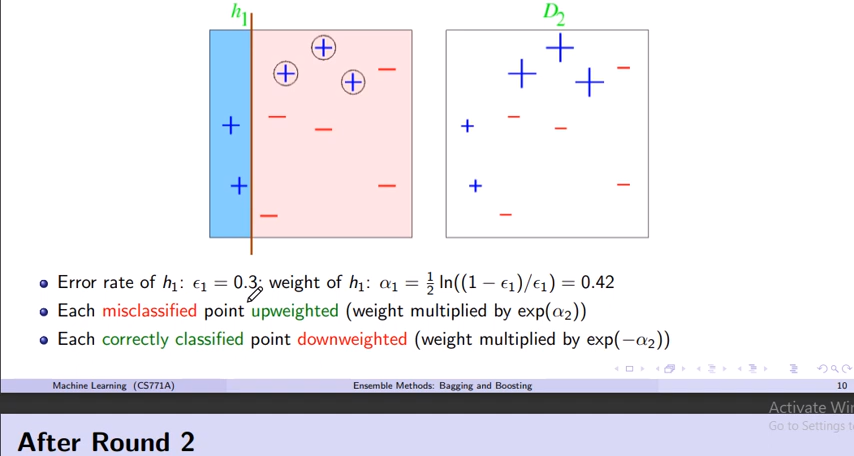 h₁ D₂
Error rate of h₁: ϵ₁ = 0.3; weight of h₁: α₁ = ½ ln((1 − ϵ₁)/ϵ₁) = 0.42
Each misclassified point upweighted (weight multiplied by exp(α₂))
Each correctly classified point downweighted (weight multiplied by exp(−α₂))
Machine Learning (CS771A) Ensemble Methods: Bagging and Boosting 10
Activate Win
Go to Settings t
After Round 2